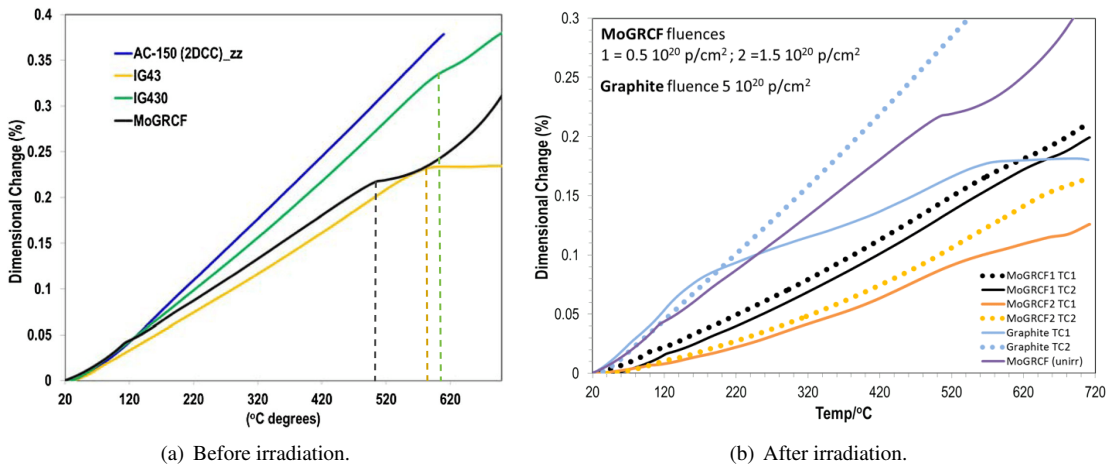 0.4
0.35
0.3
0.25
0.2
0.15
0.1
0.05
0
Dimensional Change (%)
AC-150 (2DCC)_zz
IG43
IG430
MoGRCF
20 120 220 320 420 520 620
(°C degrees)
(a) Before irradiation.
0.3
0.25
0.2
0.15
0.1
0.05
0
Dimensional Change (%)
MoGRCF fluences
1 = 0.5 10²⁰ p/cm² ; 2 =1.5 10²⁰ p/cm²
Graphite fluence 5 10²⁰ p/cm²
MoGRCF1 TC1
MoGRCF1 TC2
MoGRCF2 TC1
MoGRCF2 TC2
Graphite TC1
Graphite TC2
MoGRCF (unirr)
20 120 220 320 420 520 620 720
Temp/°C
(b) After irradiation.